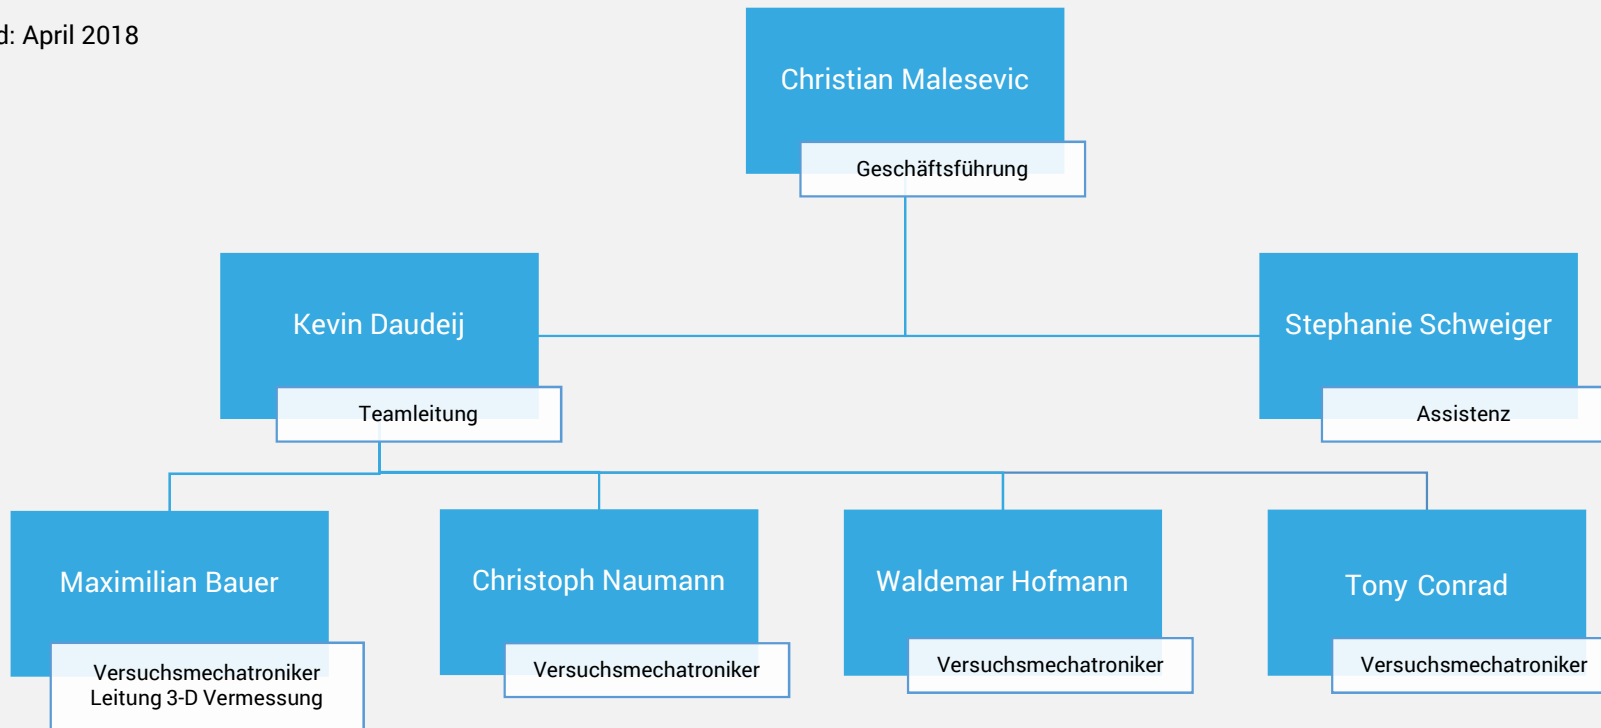 d: April 2018
Christian Malesevic
Geschäftsführung
Kevin Daudeij
Teamleitung
Stephanie Schweiger
Assistenz
Maximilian Bauer
Versuchsmechatroniker
Leitung 3-D Vermessung
Christoph Naumann
Versuchsmechatroniker
Waldemar Hofmann
Versuchsmechatroniker
Tony Conrad
Versuchsmechatroniker